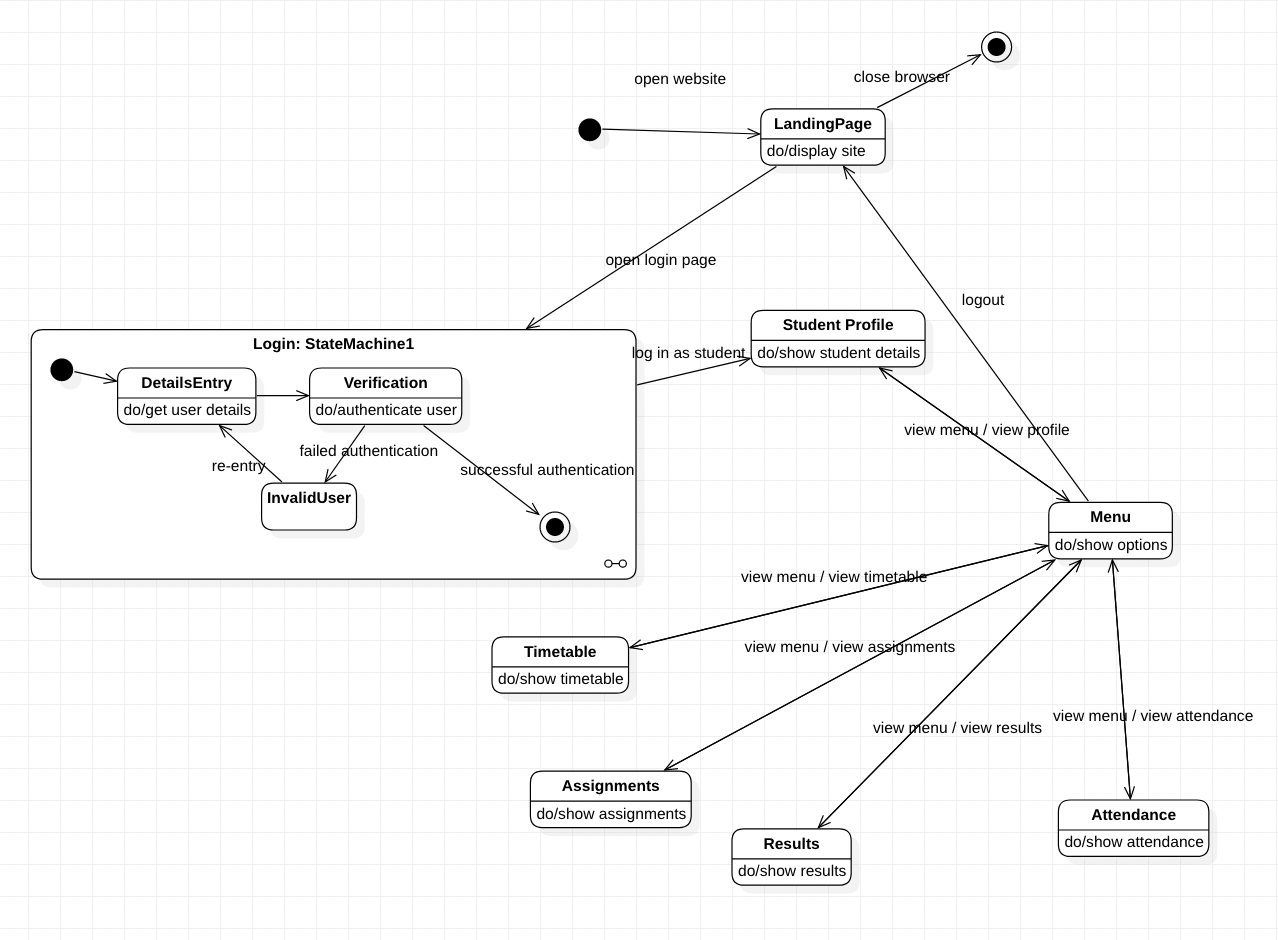 open website
close browser
LandingPage
do/display site
open login page
logout
Login: StateMachine1
log in as student
Student Profile
do/show student details
DetailsEntry
do/get user details
Verification
do/authenticate user
re-entry
failed authentication
successful authentication
InvalidUser
view menu / view profile
Menu
do/show options
view menu / view timetable
Timetable
do/show timetable
view menu / view assignments
view menu / view results
view menu / view attendance
Assignments
do/show assignments
Results
do/show results
Attendance
do/show attendance